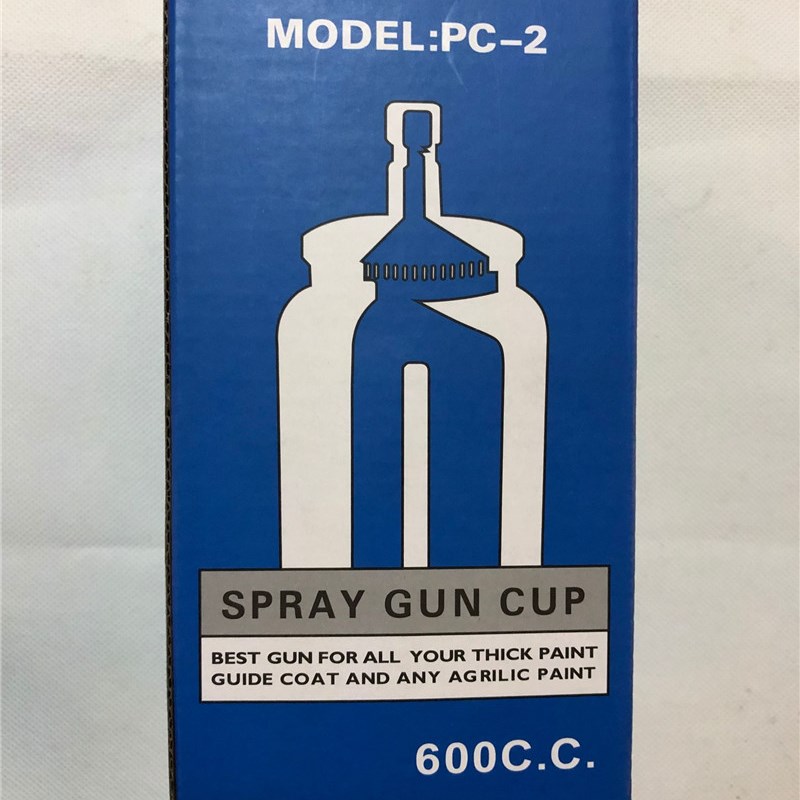 MODEL:PC-2
SPRAY GUN CUP
BEST GUN FOR ALL YOUR THICK PAINT
GUIDE COAT AND ANY AGRILIC PAINT
600C.C.